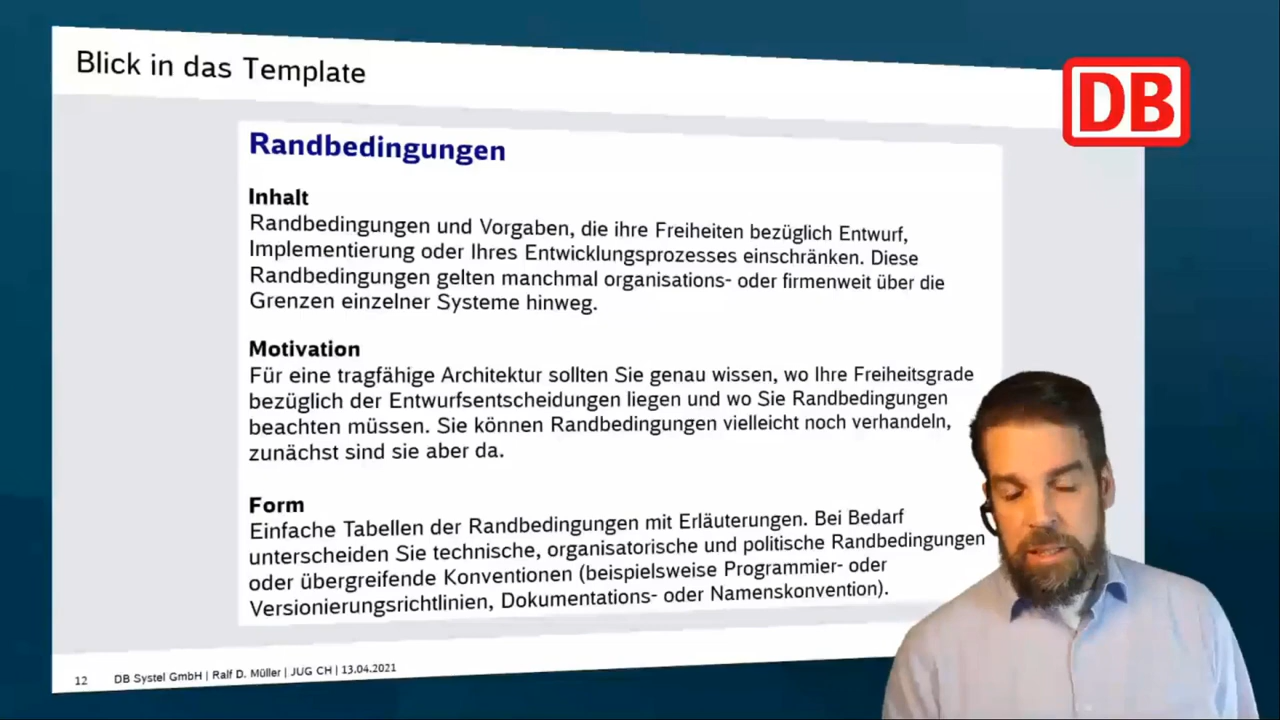 Blick in das Template
DB
Randbedingungen
Inhalt
Randbedingungen und Vorgaben, die ihre Freiheiten bezüglich Entwurf,
Implementierung oder Ihres Entwicklungsprozesses einschränken. Diese
Randbedingungen gelten manchmal organisations- oder firmenweit über die
Grenzen einzelner Systeme hinweg.
Motivation
Für eine tragfähige Architektur sollten Sie genau wissen, wo Ihre Freiheitsgrade
bezüglich der Entwurfsentscheidungen liegen und wo Sie Randbedingungen
beachten müssen. Sie können Randbedingungen vielleicht noch verhandeln,
zunächst sind sie aber da.
Form
Einfache Tabellen der Randbedingungen mit Erläuterungen. Bei Bedarf
unterscheiden Sie technische, organisatorische und politische Randbedingungen
oder übergreifende Konventionen (beispielsweise Programmier- oder
Versionierungsrichtlinien, Dokumentations- oder Namenskonvention).
12 DB Systel GmbH | Ralf D. Müller | JUG CH | 13.04.2021